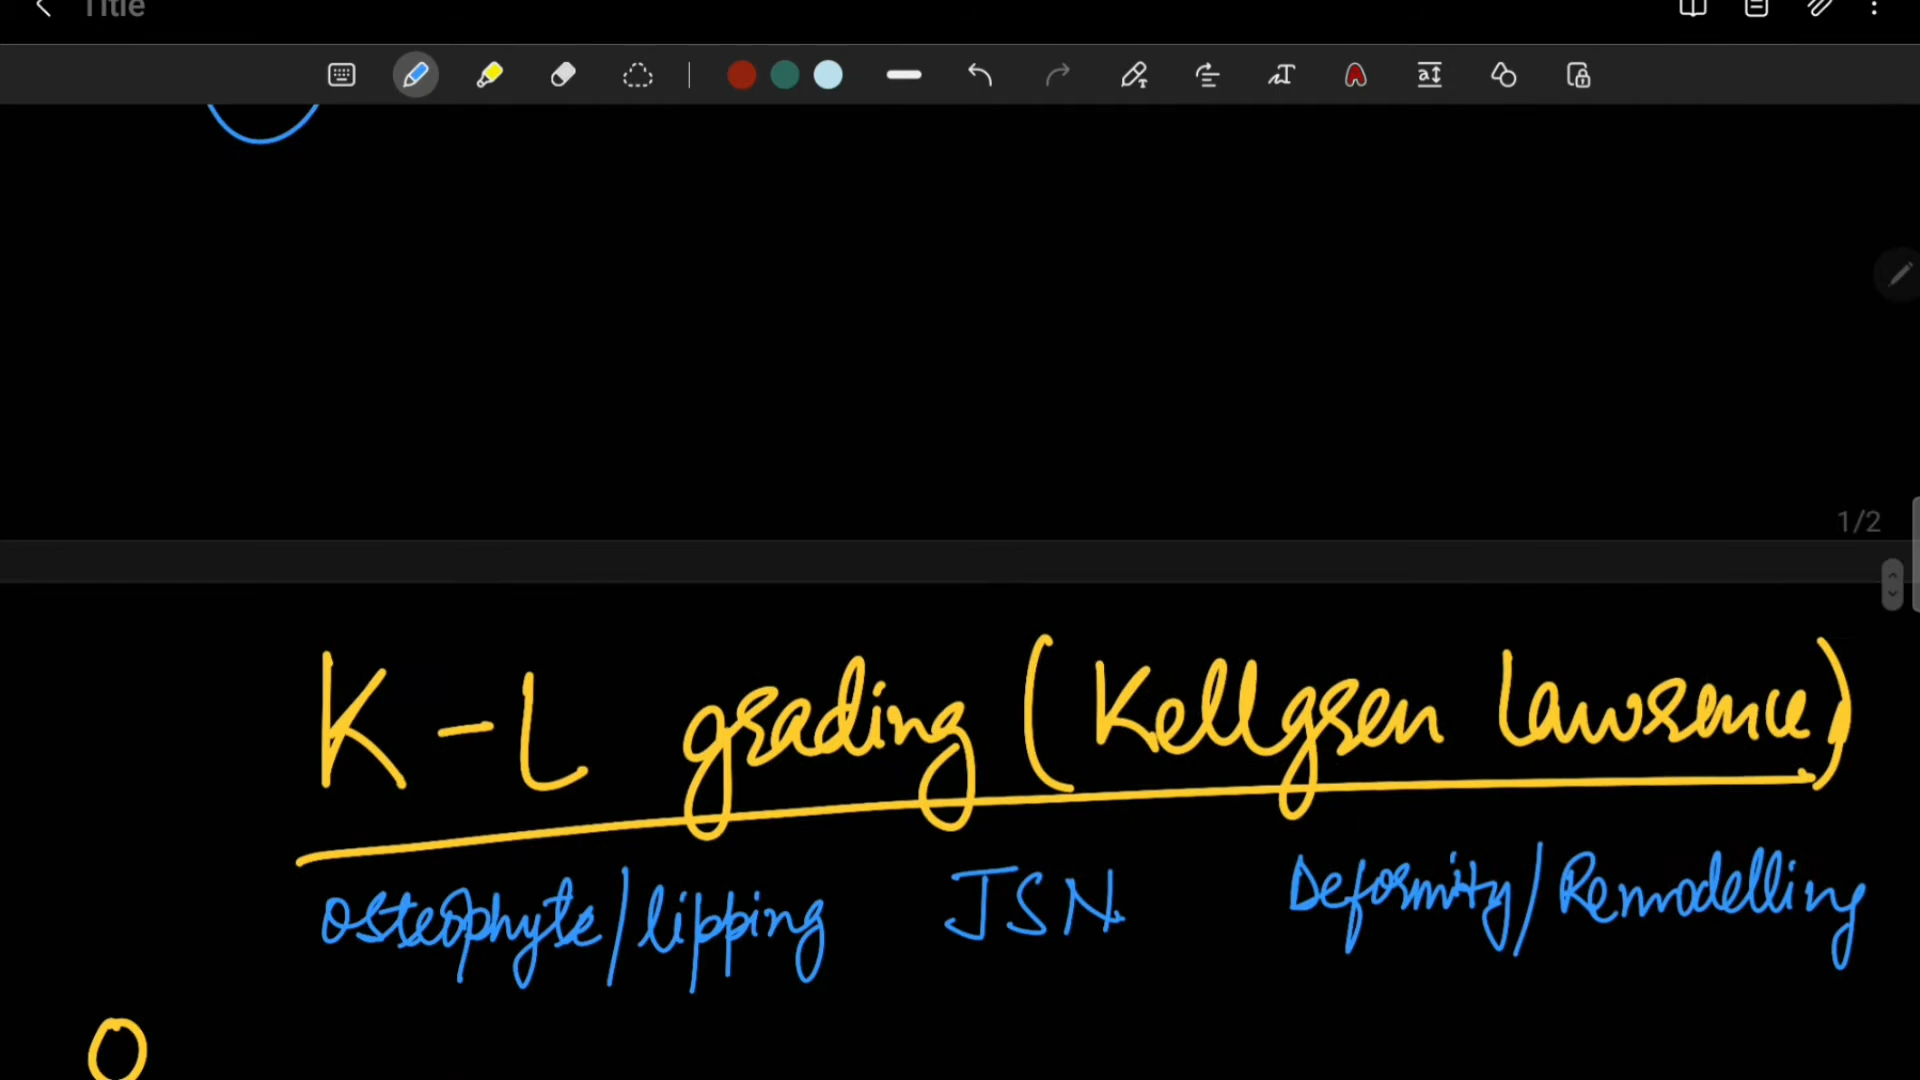 Title
1/2
K-L grading (Kellgren Lawrence)
Osteophyte/lipping JSN Deformity/Remodelling
0